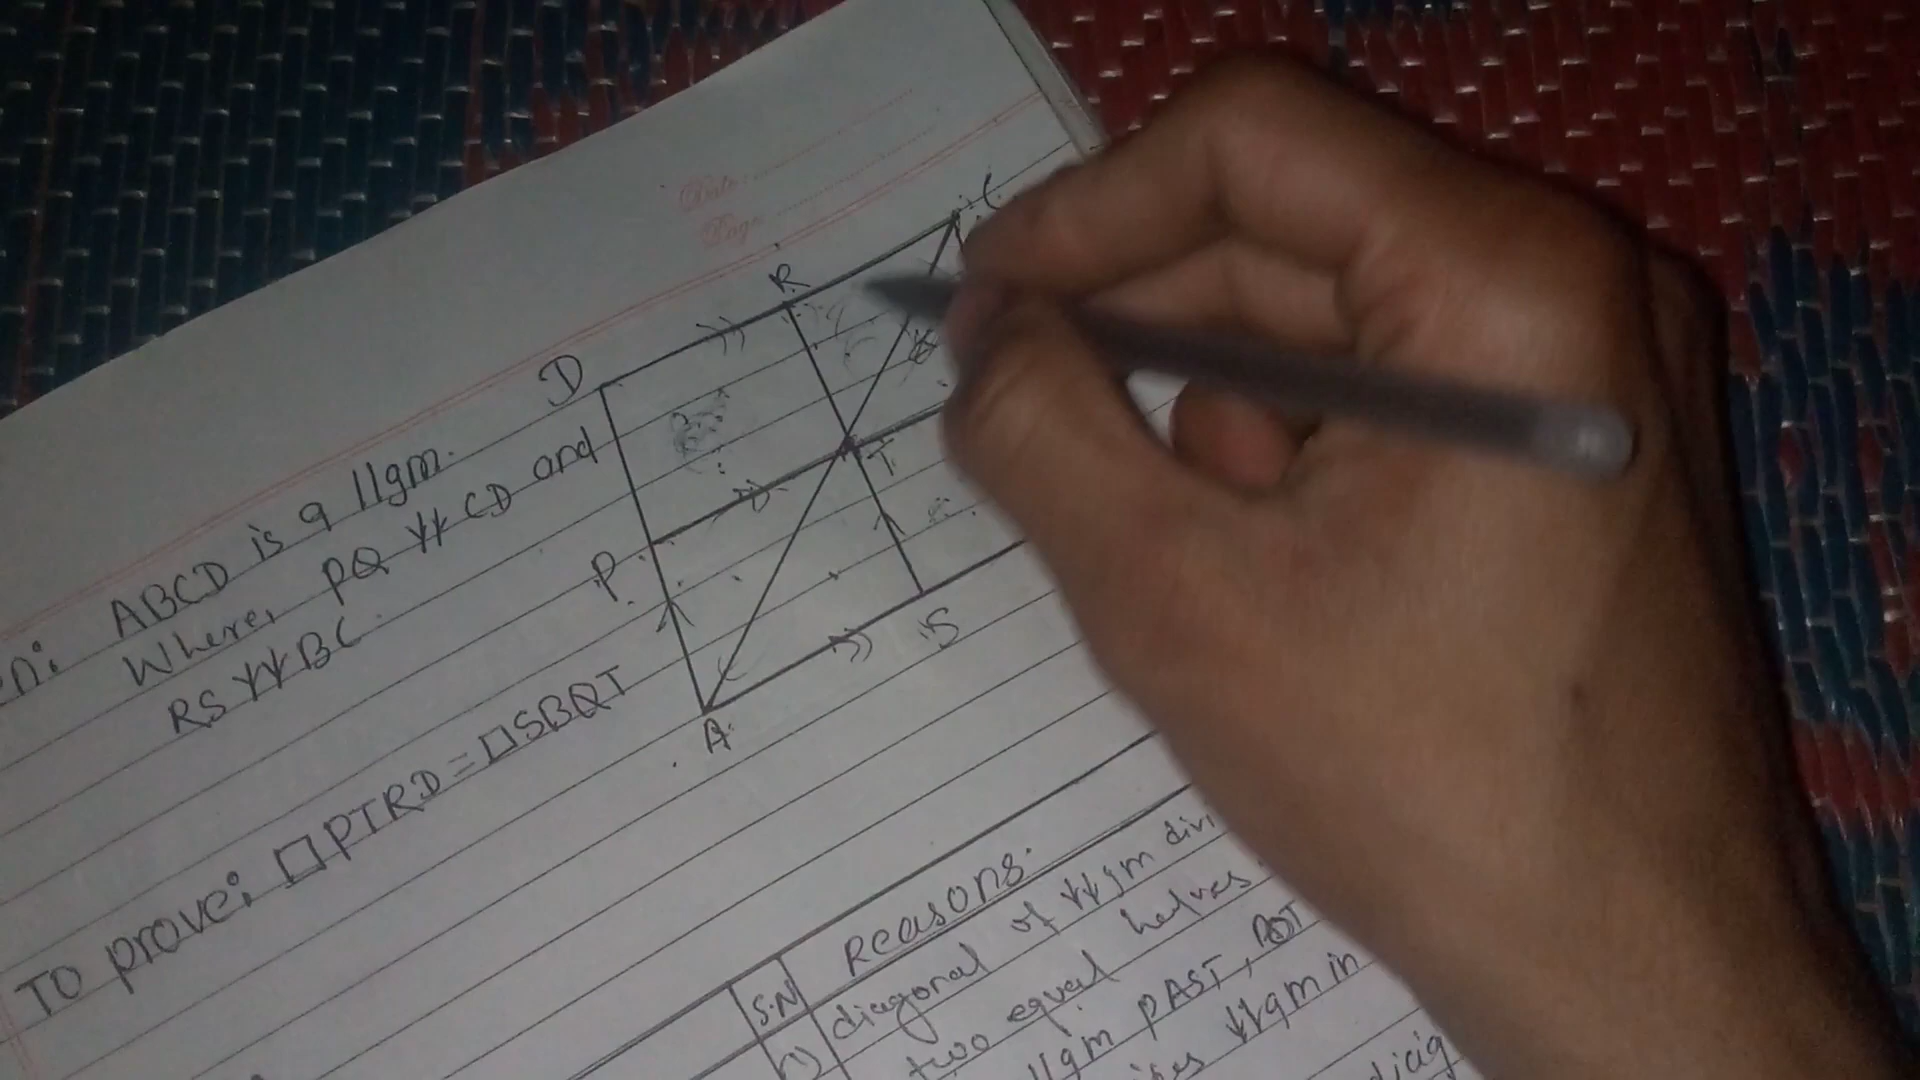 Date:
Page
n: ABCD is a llgm.
Where, PQ \\ CD and
RS \\ BC.
To prove: □PTRD = □SBQT
D
R
C
P
T
A
S
S.N
Reasons.
1) diagonal of llgm
two equal halves
llgm PAST,
llgm in